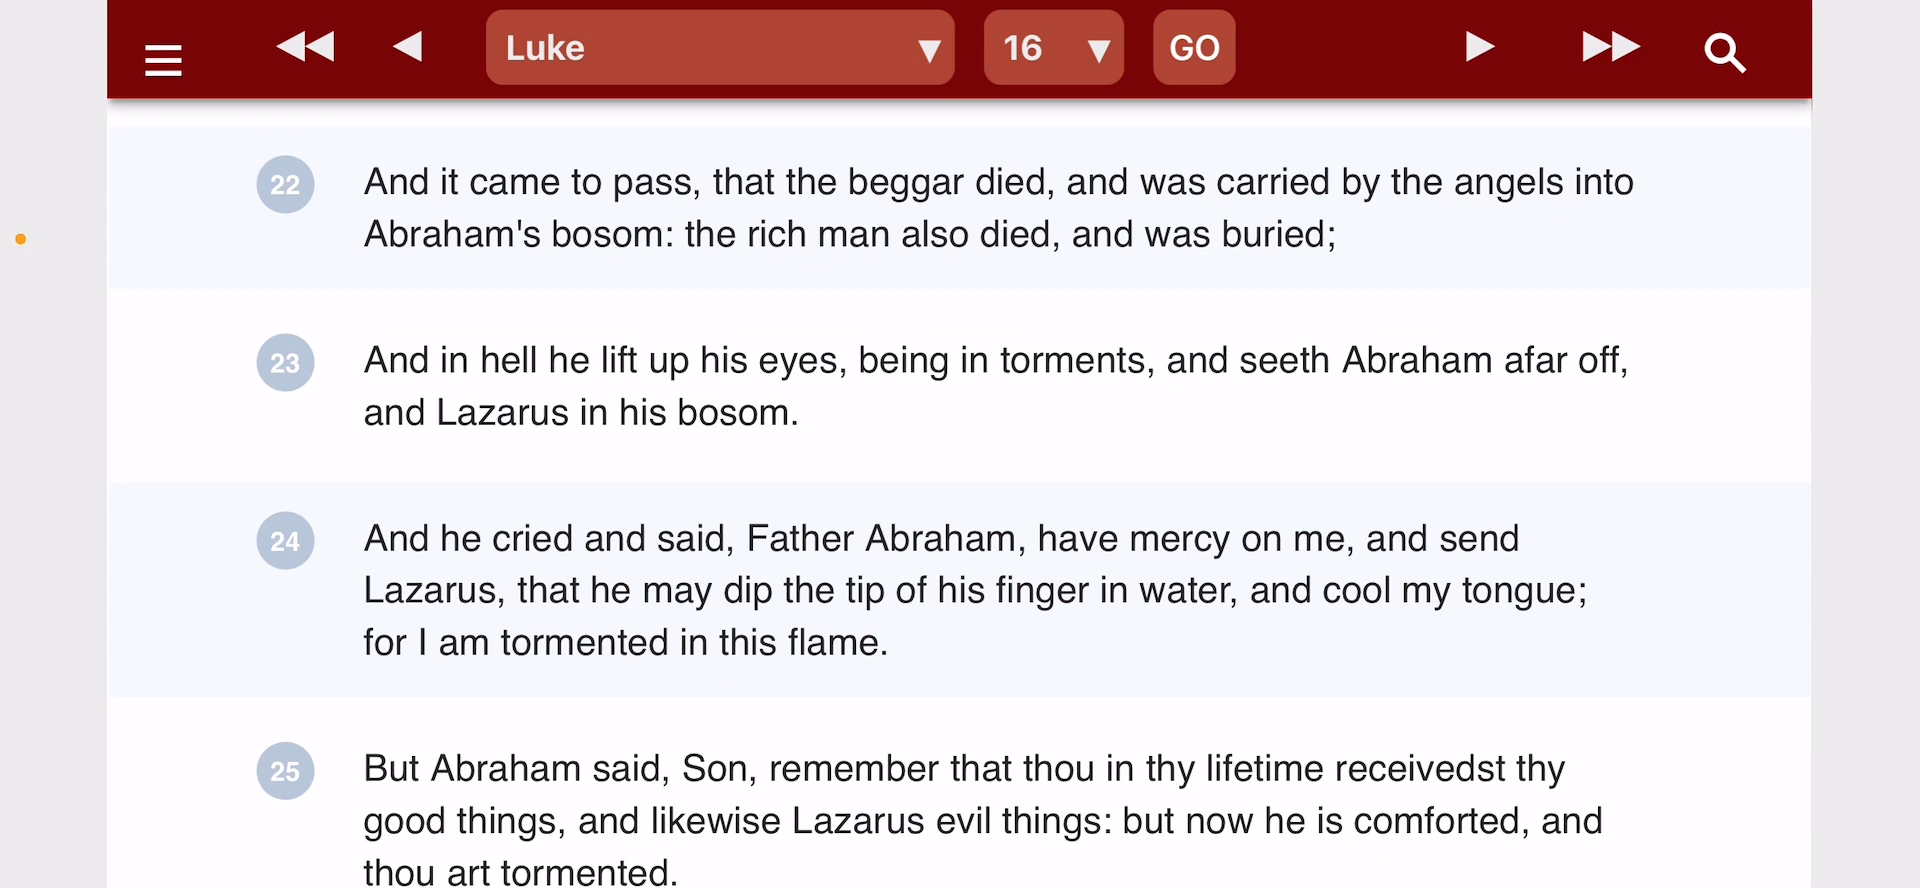 Luke 16 GO
22 And it came to pass, that the beggar died, and was carried by the angels into
Abraham's bosom: the rich man also died, and was buried;
23 And in hell he lift up his eyes, being in torments, and seeth Abraham afar off,
and Lazarus in his bosom.
24 And he cried and said, Father Abraham, have mercy on me, and send
Lazarus, that he may dip the tip of his finger in water, and cool my tongue;
for I am tormented in this flame.
25 But Abraham said, Son, remember that thou in thy lifetime receivedst thy
good things, and likewise Lazarus evil things: but now he is comforted, and
thou art tormented.